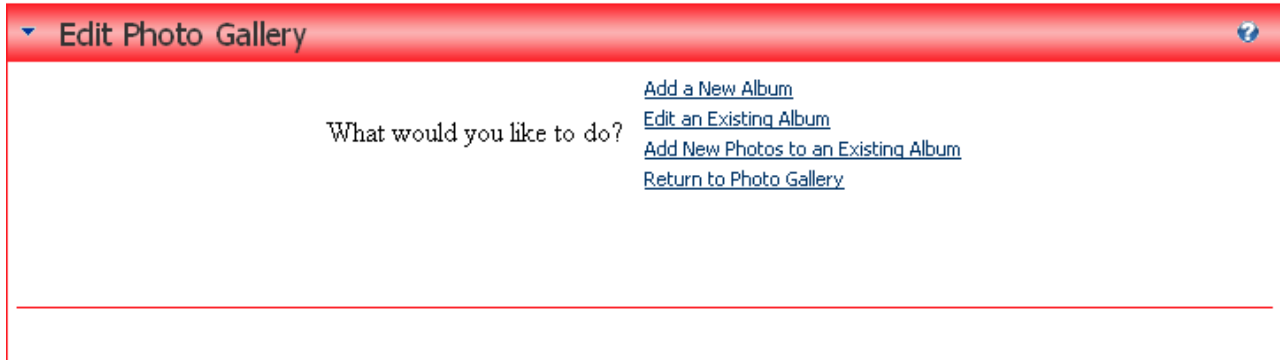 Edit Photo Gallery
What would you like to do?
Add a New Album
Edit an Existing Album
Add New Photos to an Existing Album
Return to Photo Gallery